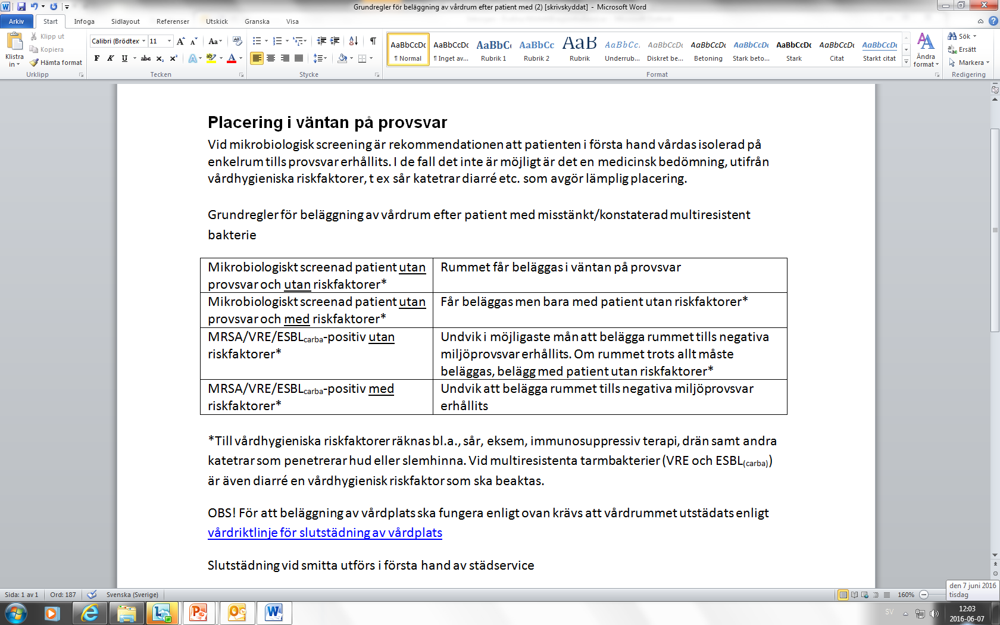 Grundregler för beläggning av vårdrum efter patient med (2) [skrivskyddat] - Microsoft Word
Arkiv Start Infoga Sidlayout Referenser Utskick Granska Visa
Klistra in
Klipp ut
Kopiera
Hämta format
Urklipp
Calibri (Brödtex 11
Tecken
Stycke
AaBbCcDc AaBbCcDc AaBbCc AaBbCc AaB AaBbCc. AaBbCcDc AaBbCcDc AaBbCcDc AaBbCcDc AaBbCcDc AaBbCcDc
¶ Normal ¶ Inget av... Rubrik 1 Rubrik 2 Rubrik Underrub... Diskret be... Betoning Stark beto... Stark Citat Starkt citat
Ändra format
Format
Sök
Ersätt
Markera
Redigering
Placering i väntan på provsvar
Vid mikrobiologisk screening är rekommendationen att patienten i första hand vårdas isolerad på
enkelrum tills provsvar erhållits. I de fall det inte är möjligt är det en medicinsk bedömning, utifrån
vårdhygieniska riskfaktorer, t ex sår katetrar diarré etc. som avgör lämplig placering.
Grundregler för beläggning av vårdrum efter patient med misstänkt/konstaterad multiresistent
bakterie
Mikrobiologiskt screenad patient utan
provsvar och utan riskfaktorer*
Rummet får beläggas i väntan på provsvar
Mikrobiologiskt screenad patient utan
provsvar och med riskfaktorer*
Får beläggas men bara med patient utan riskfaktorer*
MRSA/VRE/ESBLcarba-positiv utan
riskfaktorer*
Undvik i möjligaste mån att belägga rummet tills negativa
miljöprovsvar erhållits. Om rummet trots allt måste
beläggas, belägg med patient utan riskfaktorer*
MRSA/VRE/ESBLcarba-positiv med
riskfaktorer*
Undvik att belägga rummet tills negativa miljöprovsvar
erhållits
*Till vårdhygieniska riskfaktorer räknas bl.a., sår, eksem, immunosuppressiv terapi, drän samt andra
katetrar som penetrerar hud eller slemhinna. Vid multiresistenta tarmbakterier (VRE och ESBL(carba))
är även diarré en vårdhygienisk riskfaktor som ska beaktas.
OBS! För att beläggning av vårdplats ska fungera enligt ovan krävs att vårdrummet utstädats enligt
vårdriktlinje för slutstädning av vårdplats
Slutstädning vid smitta utförs i första hand av städservice
Sida: 1 av 1 Ord: 187 Svenska (Sverige) 160%
den 7 juni 2016
tisdag
SV
12:03
2016-06-07